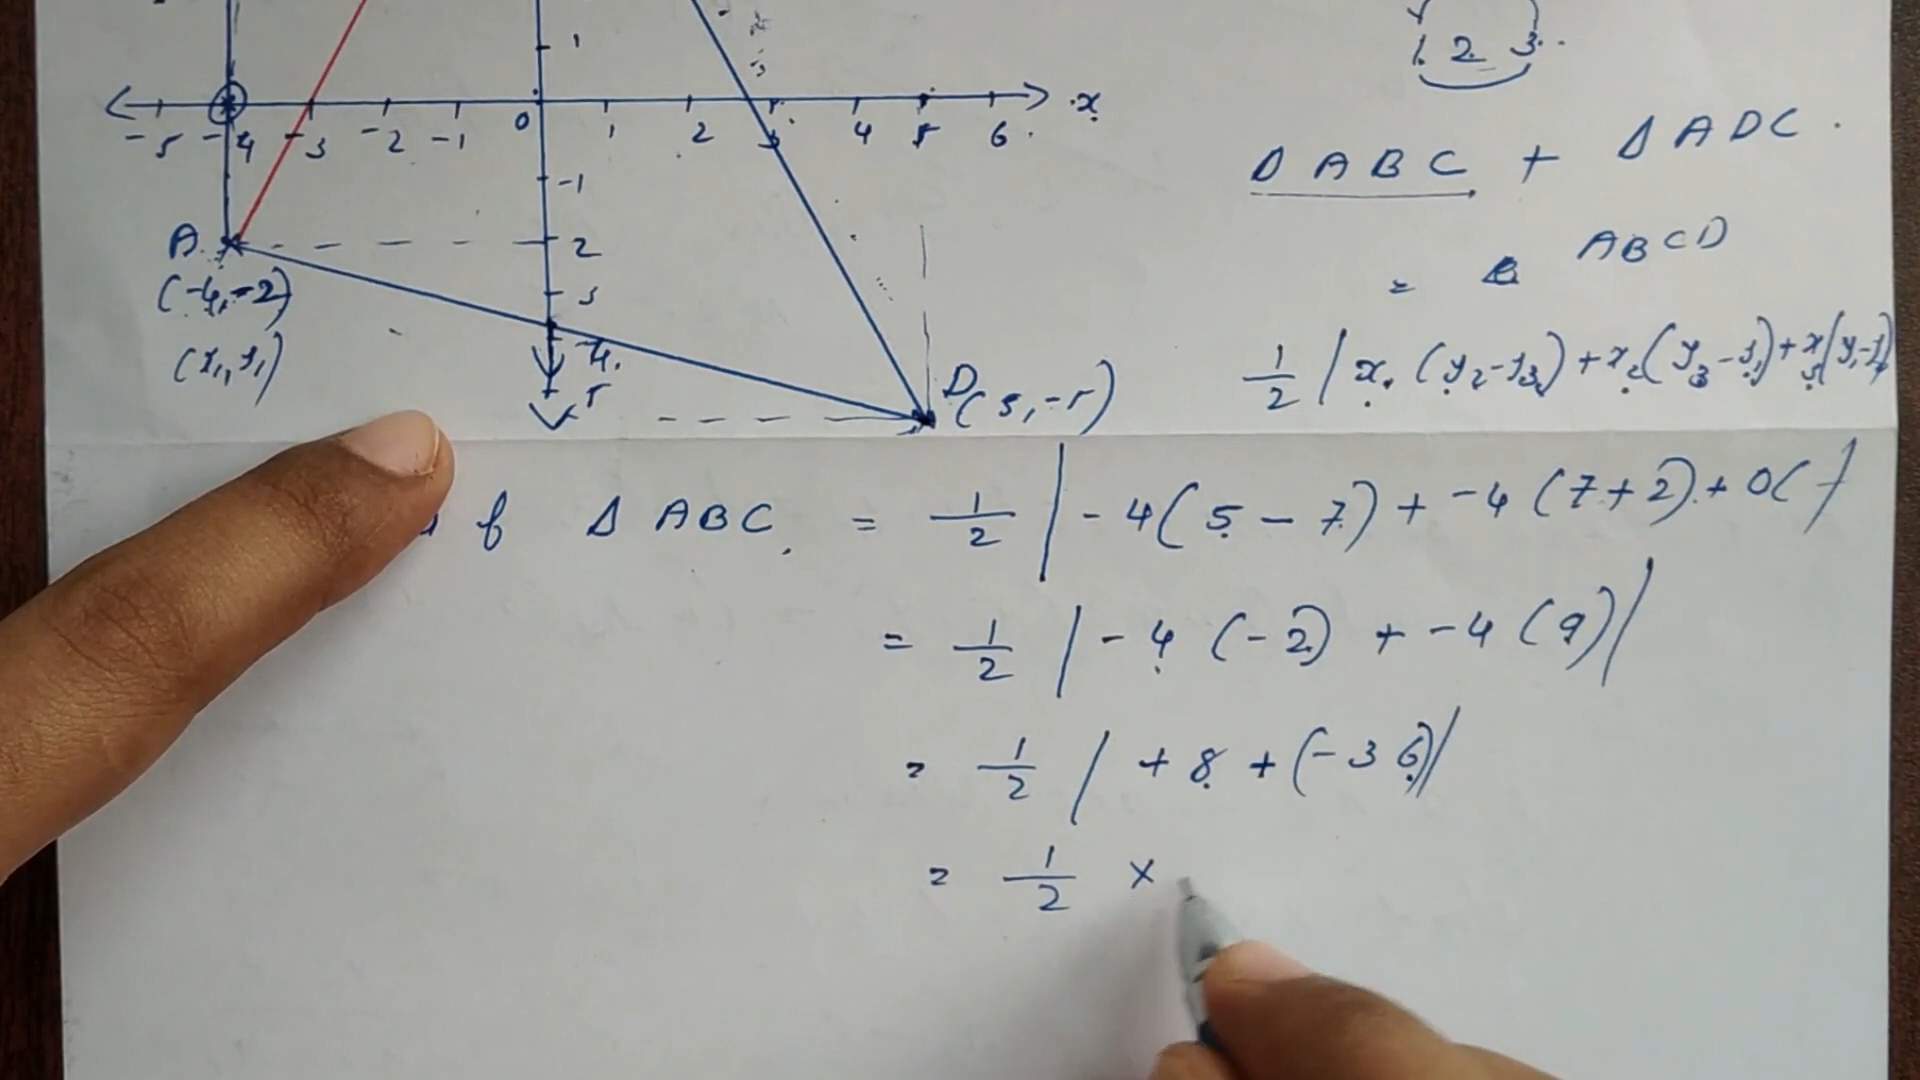 1
1. 2. 3...
-5 -4 -3 -2 -1 0 1 2 3 4 5 6 x
-1
Δ ABC + Δ ADC
A 2
= ABCD
(-4, -2)
3
(x₁, y₁)
-4
1/2 | x₁ (y₂-y₃) + x₂ (y₃-y₁) + x₃ (y₁-y₂)
5
D (5, -5)
f Δ ABC = 1/2 | -4 (5 - 7) + -4 (7+2) + 0( |
= 1/2 | -4 (-2) + -4 (9) |
= 1/2 | +8 + (-36) |
= 1/2 ×